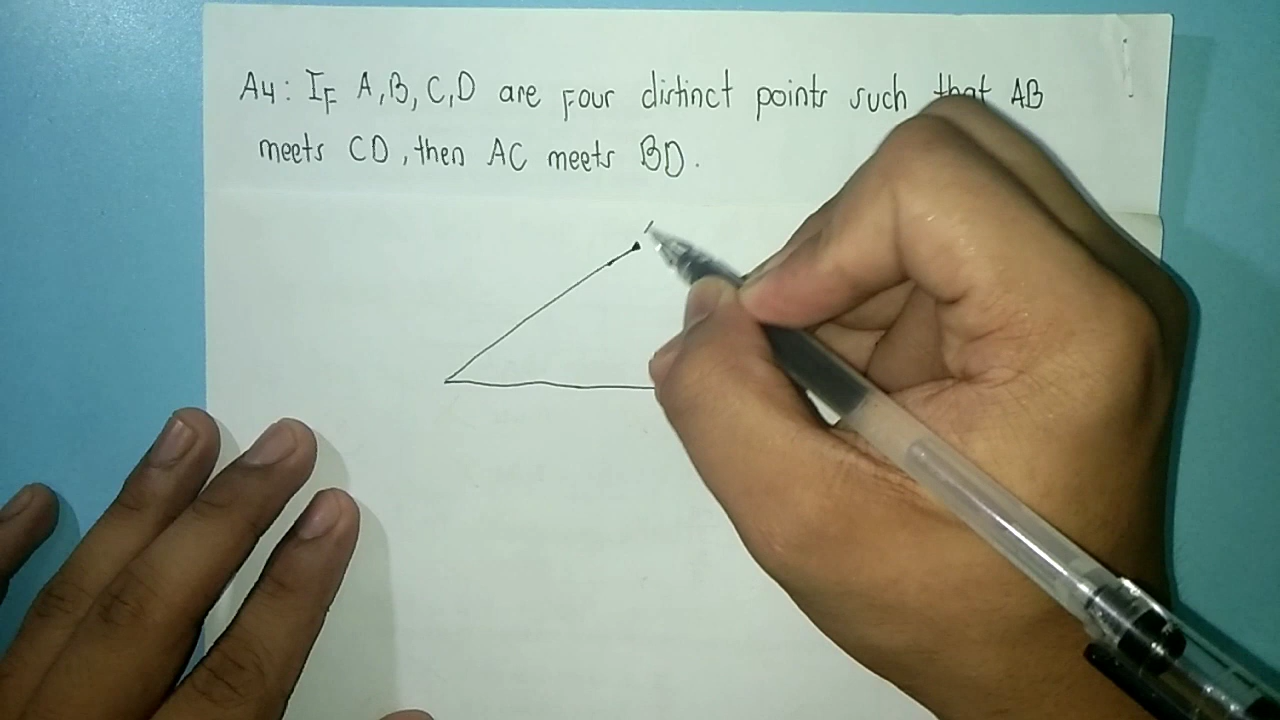 A4: IF A,B, C,D are four distinct points such that AB
meets CD, then AC meets BD.